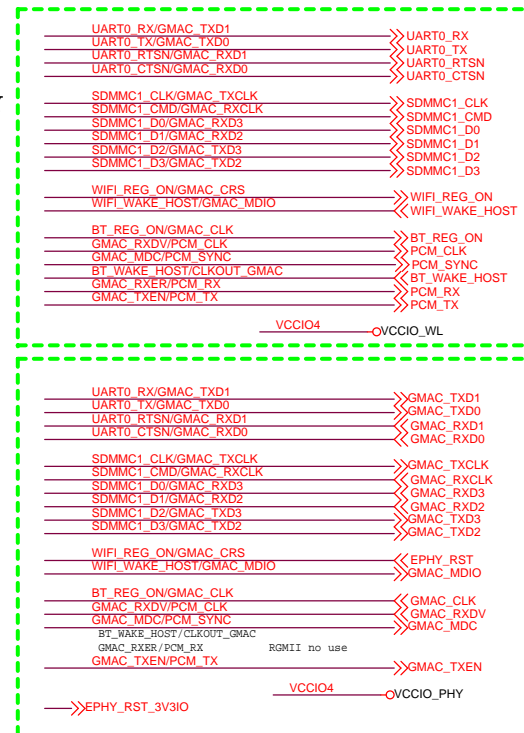 UART0_RX/GMAC_TXD1 UART0_RX
UART0_TX/GMAC_TXD0 UART0_TX
UART0_RTSN/GMAC_RXD1 UART0_RTSN
UART0_CTSN/GMAC_RXD0 UART0_CTSN
SDMMC1_CLK/GMAC_TXCLK SDMMC1_CLK
SDMMC1_CMD/GMAC_RXCLK SDMMC1_CMD
SDMMC1_D0/GMAC_RXD3 SDMMC1_D0
SDMMC1_D1/GMAC_RXD2 SDMMC1_D1
SDMMC1_D2/GMAC_TXD3 SDMMC1_D2
SDMMC1_D3/GMAC_TXD2 SDMMC1_D3
WIFI_REG_ON/GMAC_CRS WIFI_REG_ON
WIFI_WAKE_HOST/GMAC_MDIO WIFI_WAKE_HOST
BT_REG_ON/GMAC_CLK BT_REG_ON
GMAC_RXDV/PCM_CLK PCM_CLK
GMAC_MDC/PCM_SYNC PCM_SYNC
BT_WAKE_HOST/CLKOUT_GMAC BT_WAKE_HOST
GMAC_RXER/PCM_RX PCM_RX
GMAC_TXEN/PCM_TX PCM_TX
VCCIO4 VCCIO_WL
UART0_RX/GMAC_TXD1 GMAC_TXD1
UART0_TX/GMAC_TXD0 GMAC_TXD0
UART0_RTSN/GMAC_RXD1 GMAC_RXD1
UART0_CTSN/GMAC_RXD0 GMAC_RXD0
SDMMC1_CLK/GMAC_TXCLK GMAC_TXCLK
SDMMC1_CMD/GMAC_RXCLK GMAC_RXCLK
SDMMC1_D0/GMAC_RXD3 GMAC_RXD3
SDMMC1_D1/GMAC_RXD2 GMAC_RXD2
SDMMC1_D2/GMAC_TXD3 GMAC_TXD3
SDMMC1_D3/GMAC_TXD2 GMAC_TXD2
WIFI_REG_ON/GMAC_CRS EPHY_RST
WIFI_WAKE_HOST/GMAC_MDIO GMAC_MDIO
BT_REG_ON/GMAC_CLK GMAC_CLK
GMAC_RXDV/PCM_CLK GMAC_RXDV
GMAC_MDC/PCM_SYNC GMAC_MDC
BT_WAKE_HOST/CLKOUT_GMAC
GMAC_RXER/PCM_RX RGMII no use
GMAC_TXEN/PCM_TX GMAC_TXEN
VCCIO4 VCCIO_PHY
EPHY_RST_3V3IO